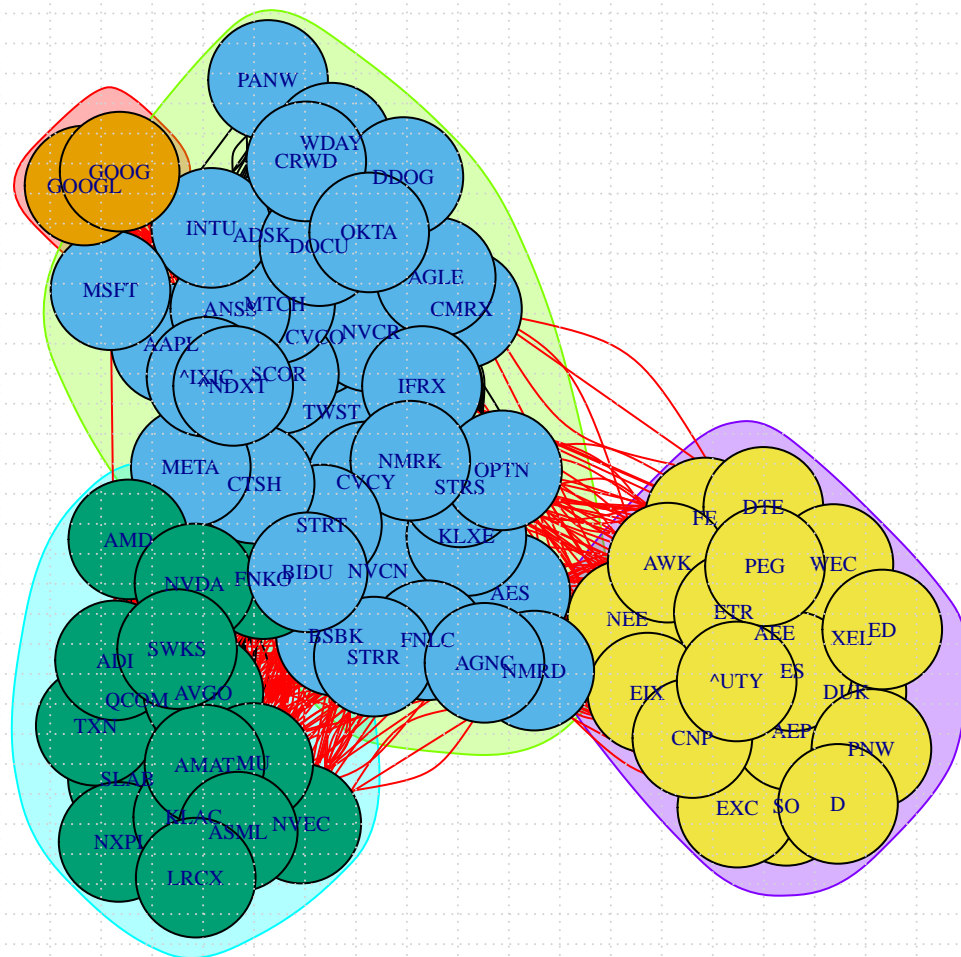 PANW
WDAY
CRWD
GOOG
GOOGL
DDOG
INTU
ADSK
OKTA
DOCU
MSFT
AGLE
ANSS
MTCH
CMRX
CVCO
NVCR
AAPL
^IXIC
SCOR
^NDXT
IFRX
TWST
META
CTSH
CVCY
NMRK
STRS
OPTN
STRT
KLXE
FE
DTE
AWK
PEG
WEC
AMD
NVDA
FNKO
BIDU
NVCN
AES
NEE
ETR
AEE
XEL
ED
ADI
SWKS
BSBK
STRR
FNLC
AGNC
NMRD
EIX
^UTY
ES
DUK
QCOM
AVGO
TXN
CNP
AEP
PNW
SLAB
AMAT
MU
EXC
SO
D
NXPI
KLAC
ASML
NVEC
LRCX